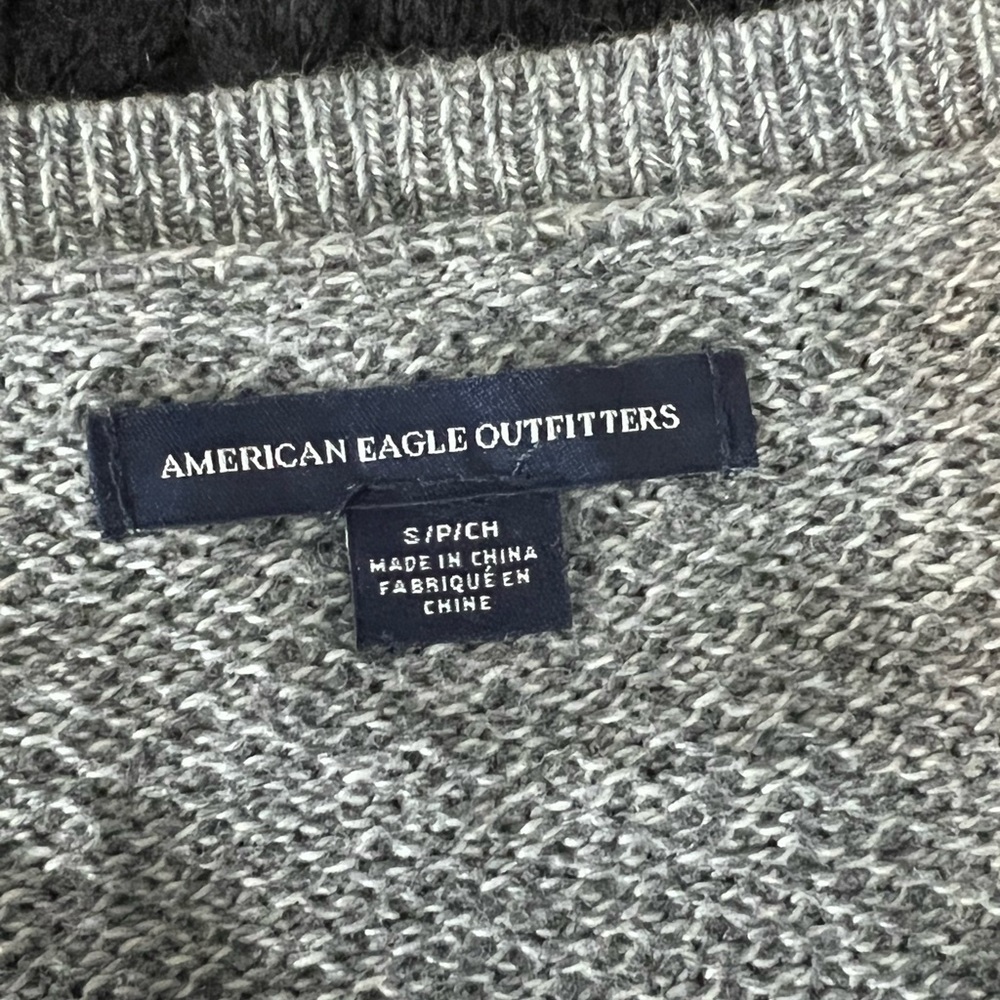 AMERICAN EAGLE OUTFITTERS
S/P/CH
MADE IN CHINA
FABRIQUÉ EN
CHINE